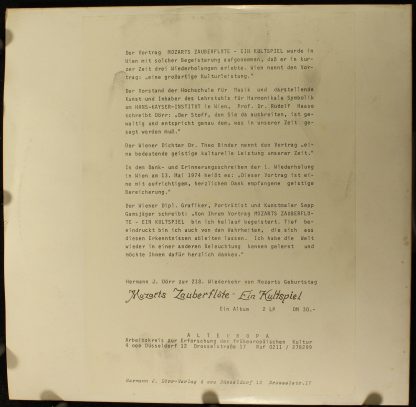 Der Vortrag MOZARTS ZAUBERFLÖTE - EIN KULTSPIEL wurde in
Wien mit solcher Begeisterung aufgenommen, daß er in kur-
zer Zeit drei Wiederholungen erlebte. Wien nennt den Vor-
trag: „eine großartige Kulturleistung."
Der Vorstand der Hochschule für Musik und darstellende
Kunst und Inhaber des Lehrstuhls für Harmonikale Symbolik
am HANS-KAYSER-INSTITUT in Wien, Prof. Dr. Rudolf Haase
schreibt Dörr: „Der Stoff, den Sie da ausbreiten, ist ge-
waltig und entspricht genau dem, was in unserer Zeit ge-
sagt werden muß."
Der Wiener Dichter Dr. Theo Binder nennt den Vortrag „ei-
ne bedeutende geistige kulturelle Leistung unserer Zeit."
In den Dank- und Erinnerungsschreiben der 1. Wiederholung
in Wien am 13. Mai 1974 heißt es: „Dieser Vortrag ist ei-
ne mit aufrichtigem, herzlichem Dank empfangene geistige
Bereicherung."
Der Wiener Dipl. Grafiker, Porträtist und Kunstmaler Sepp
Gamsjäger schreibt: „Von Ihrem Vortrag MOZARTS ZAUBERFLÖ-
TE - EIN KULTSPIEL bin ich hellauf begeistert. Tief be-
eindruckt bin ich auch von den Wahrheiten, die sich aus
diesen Erkenntnissen ableiten lassen. Ich habe die Welt
wieder in einer anderen Beleuchtung kennen gelernt und
möchte Ihnen dafür herzlich danken."
Hermann J. Dörr zur 218. Wiederkehr von Mozarts Geburtstag
Mozarts Zauberflöte - Ein Kultspiel
Ein Album 2 LP DM 30.-
ALTEUROPA
Arbeitskreis zur Erforschung der früheuropäischen Kultur
4 ooo Düsseldorf 12 Drosselstraße 17 Ruf 0211 / 278289
Hermann J. Dörr-Verlag 4 ooo Düsseldorf 12 Drosselstr.17